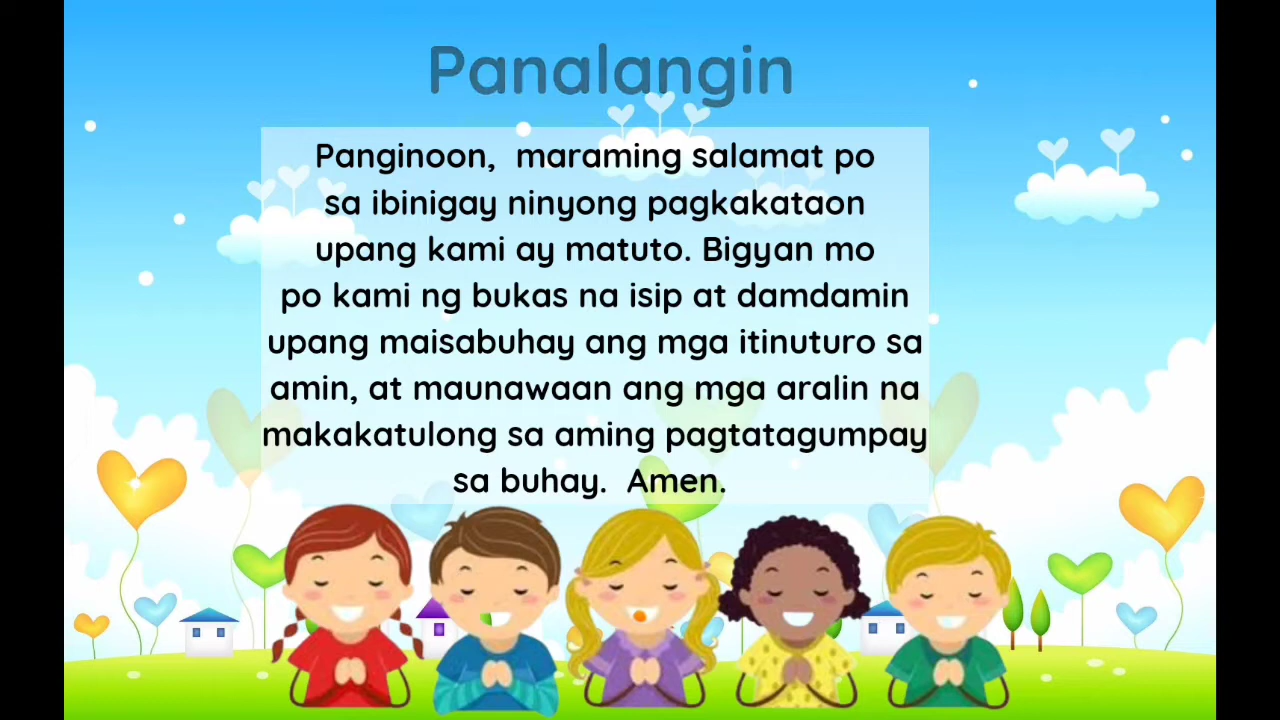 Panalangin
Panginoon, maraming salamat po
sa ibinigay ninyong pagkakataon
upang kami ay matuto. Bigyan mo
po kami ng bukas na isip at damdamin
upang maisabuhay ang mga itinuturo sa
amin, at maunawaan ang mga aralin na
makakatulong sa aming pagtatagumpay
sa buhay. Amen.